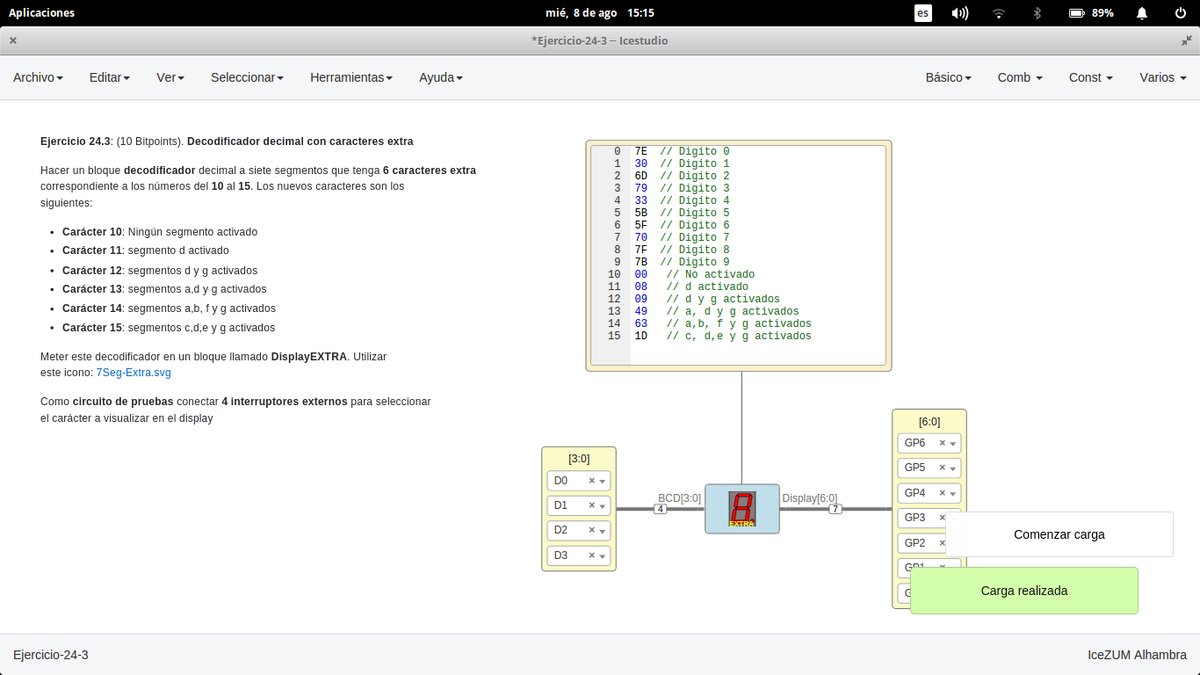 Aplicaciones
mié, 8 de ago 15:15
es
89%
*Ejercicio-24-3 — Icestudio
Archivo Editar Ver Seleccionar Herramientas Ayuda
Básico Comb Const Varios
Ejercicio 24.3: (10 Bitpoints). Decodificador decimal con caracteres extra
Hacer un bloque decodificador decimal a siete segmentos que tenga 6 caracteres extra
correspondiente a los números del 10 al 15. Los nuevos caracteres son los
siguientes:
• Carácter 10: Ningún segmento activado
• Carácter 11: segmento d activado
• Carácter 12: segmentos d y g activados
• Carácter 13: segmentos a,d y g activados
• Carácter 14: segmentos a,b, f y g activados
• Carácter 15: segmentos c,d,e y g activados
Meter este decodificador en un bloque llamado DisplayEXTRA. Utilizar
este icono: 7Seg-Extra.svg
Como circuito de pruebas conectar 4 interruptores externos para seleccionar
el carácter a visualizar en el display
0 7E // Digito 0
1 30 // Digito 1
2 6D // Digito 2
3 79 // Digito 3
4 33 // Digito 4
5 5B // Digito 5
6 5F // Digito 6
7 70 // Digito 7
8 7F // Digito 8
9 7B // Digito 9
10 00 // No activado
11 08 // d activado
12 09 // d y g activados
13 49 // a, d y g activados
14 63 // a,b, f y g activados
15 1D // c, d,e y g activados
[3:0]
D0
D1
D2
D3
BCD[3:0]
4
EXTRA
Display[6:0]
7
[6:0]
GP6
GP5
GP4
GP3
GP2
Comenzar carga
Carga realizada
Ejercicio-24-3
IceZUM Alhambra